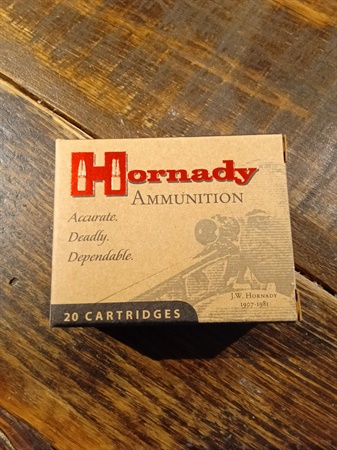 Hornady
AMMUNITION
Accurate.
Deadly.
Dependable.
J.W. HORNADY
1907-1981
20 CARTRIDGES